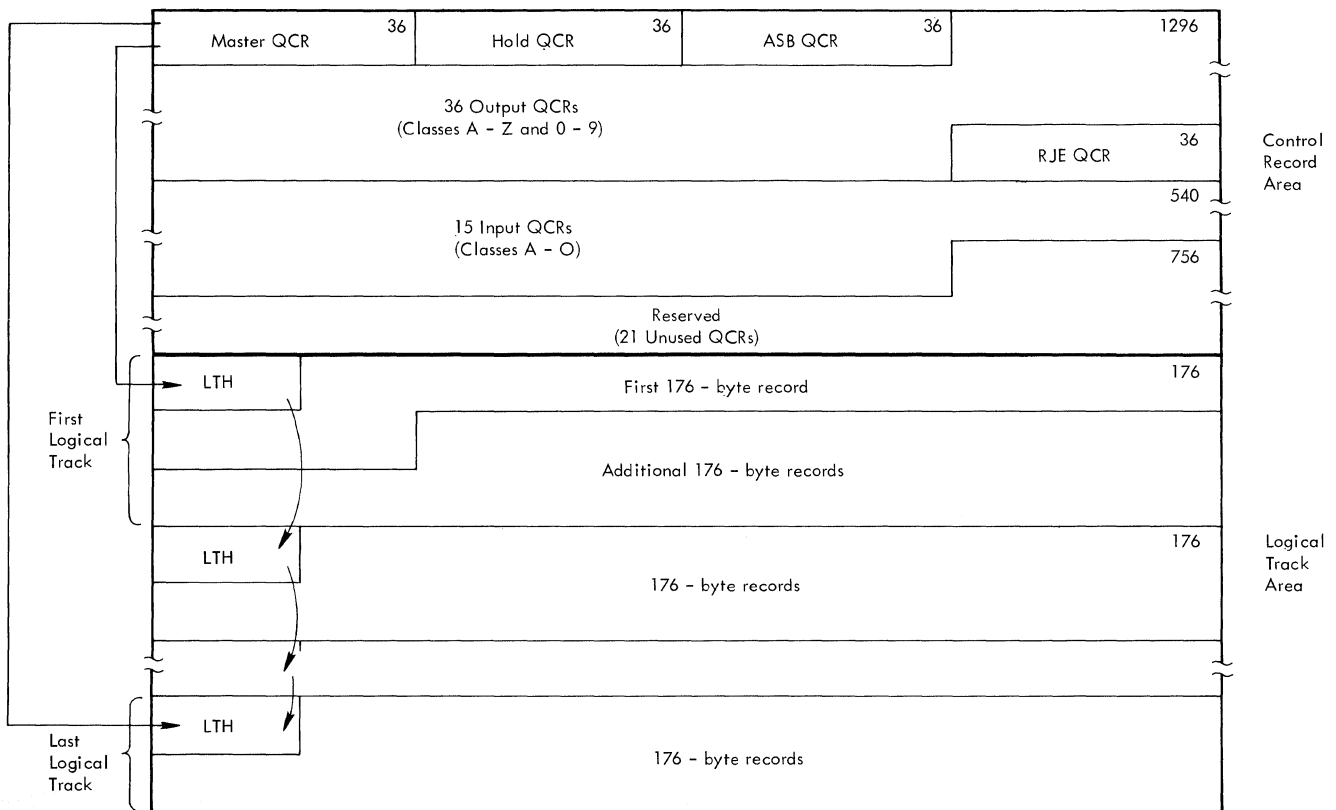 Master QCR 36
Hold QCR 36
ASB QCR 36
1296
36 Output QCRs
(Classes A - Z and 0 - 9)
RJE QCR 36
Control
Record
Area
540
15 Input QCRs
(Classes A - O)
756
Reserved
(21 Unused QCRs)
First
Logical
Track
LTH
First 176 - byte record
176
Additional 176 - byte records
LTH
176
176 - byte records
Logical
Track
Area
Last
Logical
Track
LTH
176 - byte records